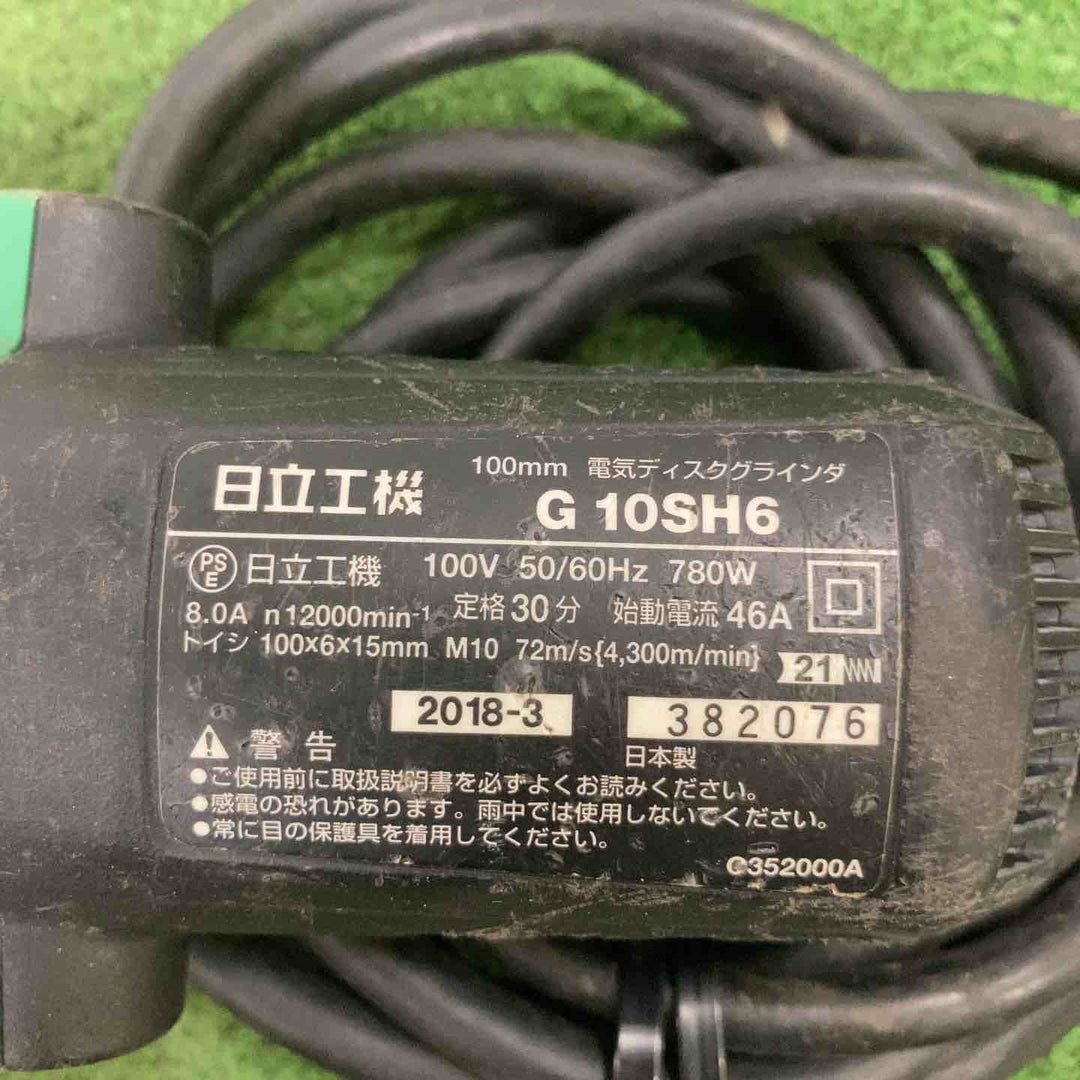 日立工機 100mm 電気ディスクグラインダ
G 10SH6
PSE 日立工機 100V 50/60Hz 780W
8.0A n12000min-1 定格30分 始動電流46A
トイシ 100×6×15mm M10 72m/s{4,300m/min} 21
2018-3 382076
日本製
警告
●ご使用前に取扱説明書を必ずよくお読みください。
●感電の恐れがあります。雨中では使用しないでください。
●常に目の保護具を着用してください。
C352000A